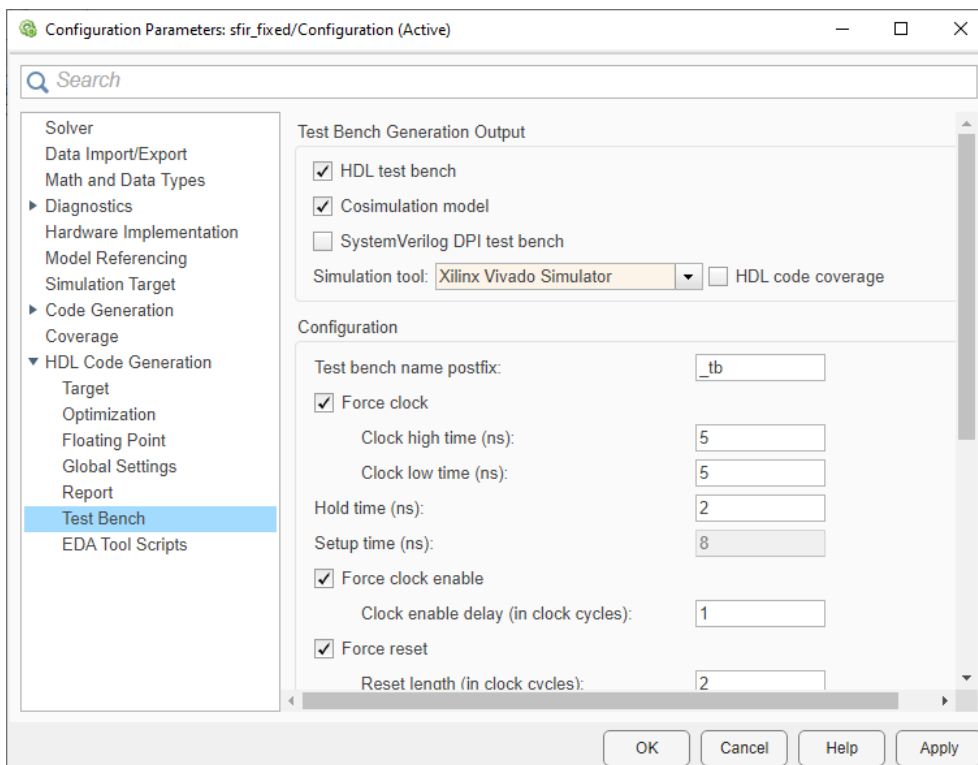 Configuration Parameters: sfir_fixed/Configuration (Active)
Search
Solver
Data Import/Export
Math and Data Types
Diagnostics
Hardware Implementation
Model Referencing
Simulation Target
Code Generation
Coverage
HDL Code Generation
Target
Optimization
Floating Point
Global Settings
Report
Test Bench
EDA Tool Scripts
Test Bench Generation Output
HDL test bench
Cosimulation model
SystemVerilog DPI test bench
Simulation tool: Xilinx Vivado Simulator HDL code coverage
Configuration
Test bench name postfix: _tb
Force clock
Clock high time (ns): 5
Clock low time (ns): 5
Hold time (ns): 2
Setup time (ns): 8
Force clock enable
Clock enable delay (in clock cycles): 1
Force reset
Reset length (in clock cycles): 2
OK Cancel Help Apply